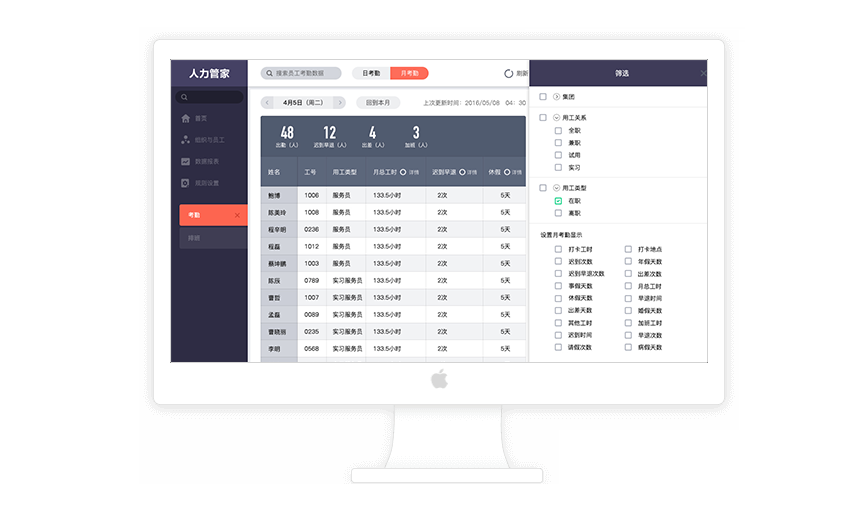 人力管家
首页
组织与员工
数据报表
规则设置
考勤
排班
搜索员工考勤数据
日考勤 月考勤
刷新
4月5日（周二） 回到本月 上次更新时间：2016/05/08 04：30
48 12 4 3
出勤（人） 迟到早退（人） 出差（人） 加班（人）
姓名 工号 用工类型 月总工时 详情 迟到早退 详情 休假 详情
鲍博 1006 服务员 133.5小时 2次 5天
陈美玲 1008 服务员 133.5小时 2次 5天
程辛明 0236 服务员 133.5小时 2次 5天
程磊 1012 服务员 133.5小时 2次 5天
蔡坤鹏 1003 服务员 133.5小时 2次 5天
陈辰 0789 实习服务员 133.5小时 2次 5天
曹哲 1007 实习服务员 133.5小时 2次 5天
孟磊 0089 实习服务员 133.5小时 2次 5天
曹晓丽 0235 实习服务员 133.5小时 2次 5天
李明 0568 实习服务员 133.5小时 2次 5天
筛选
集团
用工关系
全职
兼职
试用
实习
用工类型
在职
离职
设置月考勤显示
打卡工时 打卡地点
迟到次数 年假天数
迟到早退次数 出差次数
事假天数 月总工时
休假天数 早退时间
出差天数 婚假天数
其他工时 加班工时
迟到时间 早退次数
请假次数 病假天数